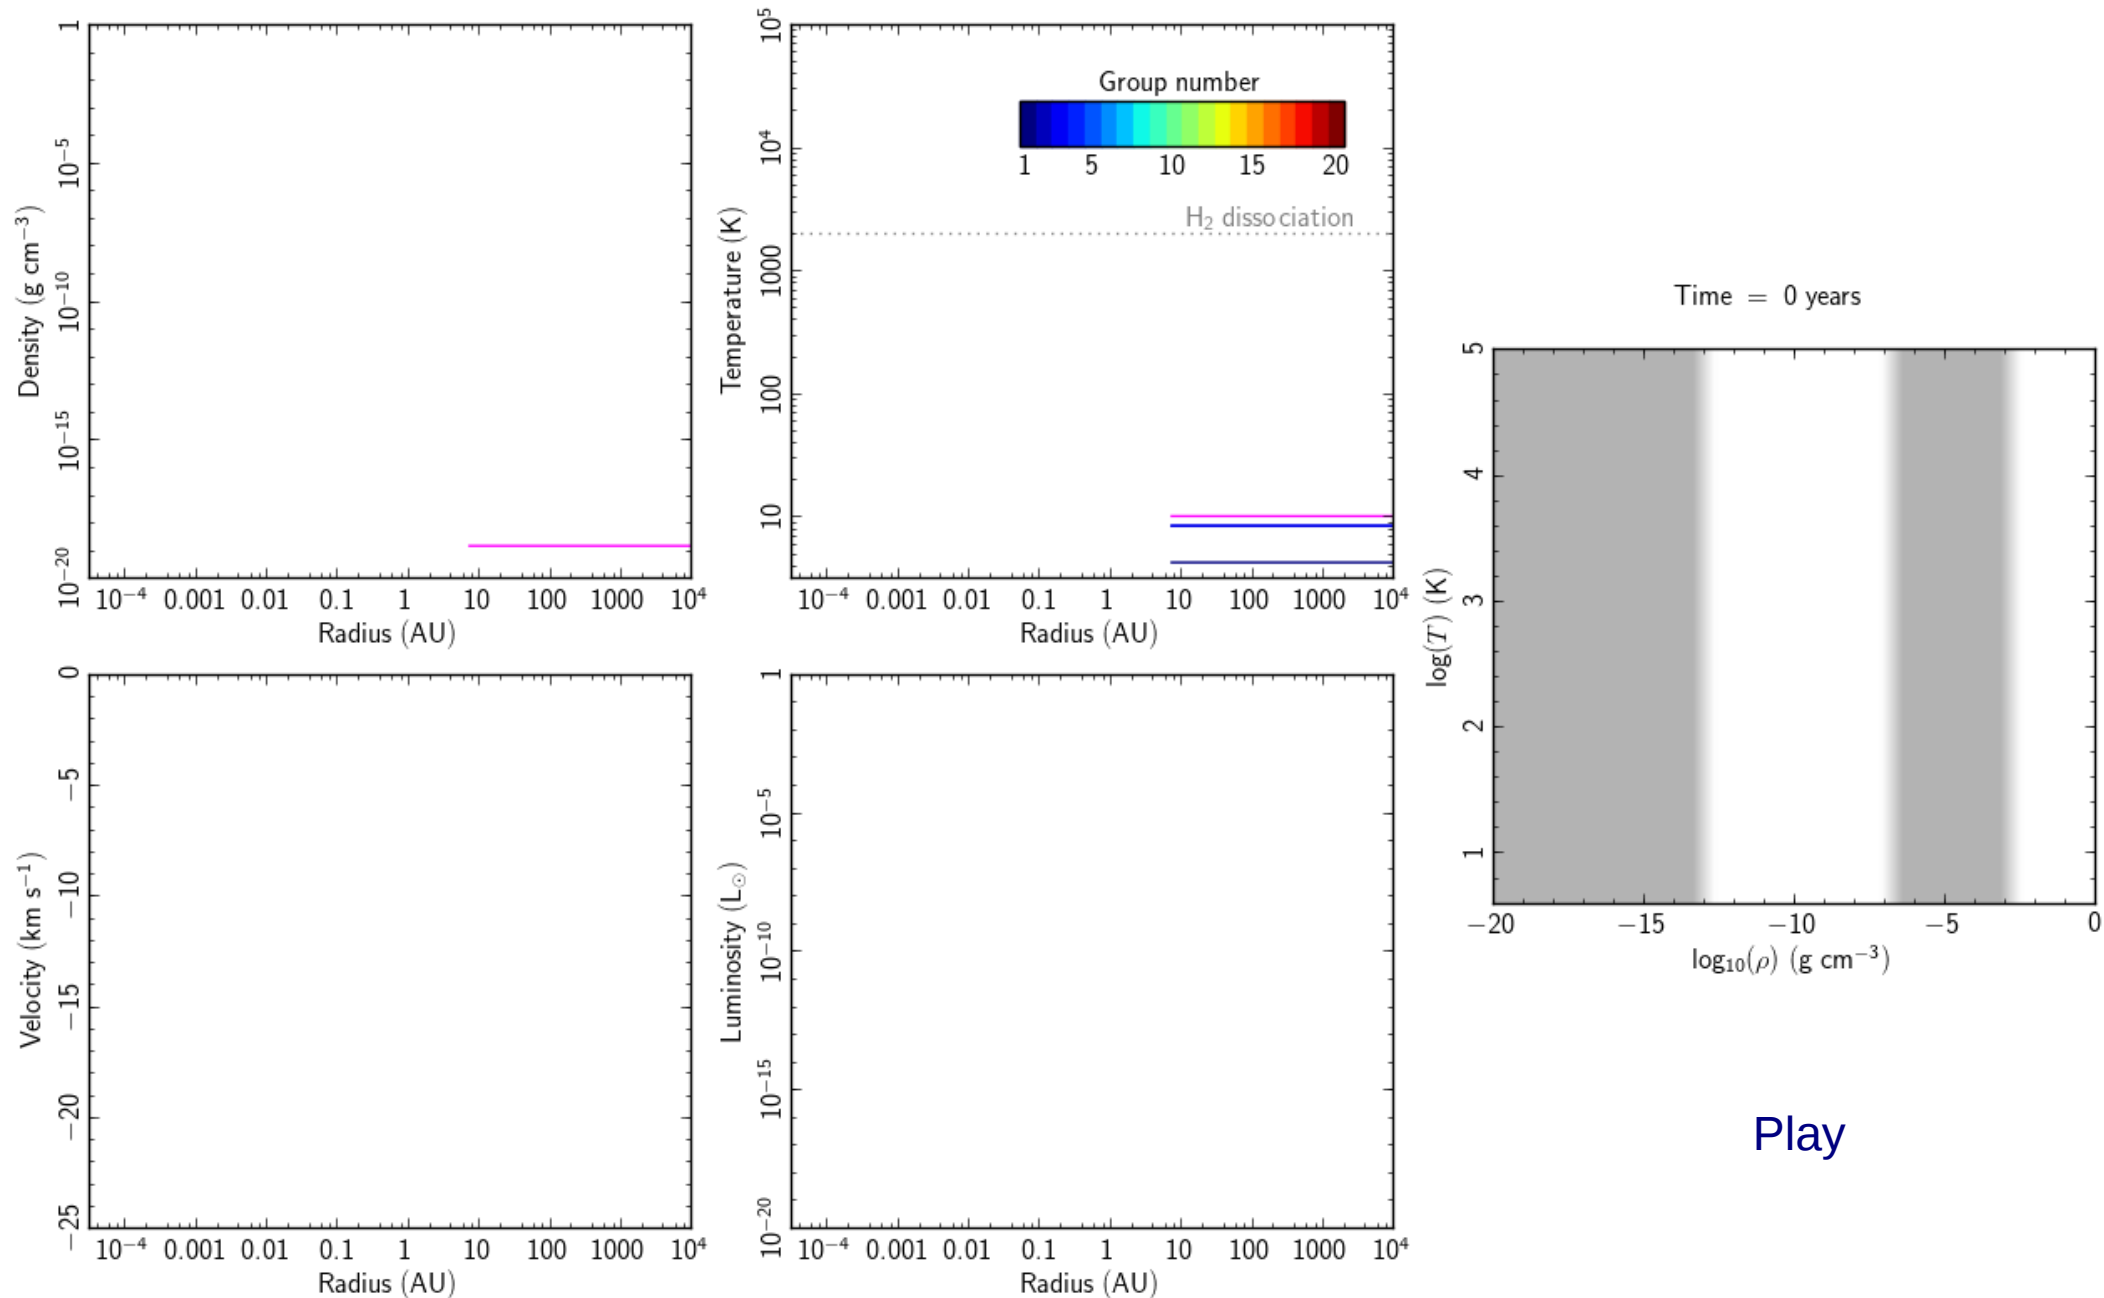 1
10⁻⁵
10⁻¹⁰
10⁻¹⁵
10⁻²⁰
Density (g cm⁻³)
10⁻⁴ 0.001 0.01 0.1 1 10 100 1000 10⁴
Radius (AU)
10⁵
10⁴
1000
100
10
Temperature (K)
Group number
1 5 10 15 20
H₂ dissociation
10⁻⁴ 0.001 0.01 0.1 1 10 100 1000 10⁴
Radius (AU)
0
−5
−10
−15
−20
−25
Velocity (km s⁻¹)
10⁻⁴ 0.001 0.01 0.1 1 10 100 1000 10⁴
Radius (AU)
1
10⁻⁵
10⁻¹⁰
10⁻¹⁵
10⁻²⁰
Luminosity (L☉)
10⁻⁴ 0.001 0.01 0.1 1 10 100 1000 10⁴
Radius (AU)
Time = 0 years
5
4
3
2
1
log(T) (K)
−20 −15 −10 −5 0
log₁₀(ρ) (g cm⁻³)
Play